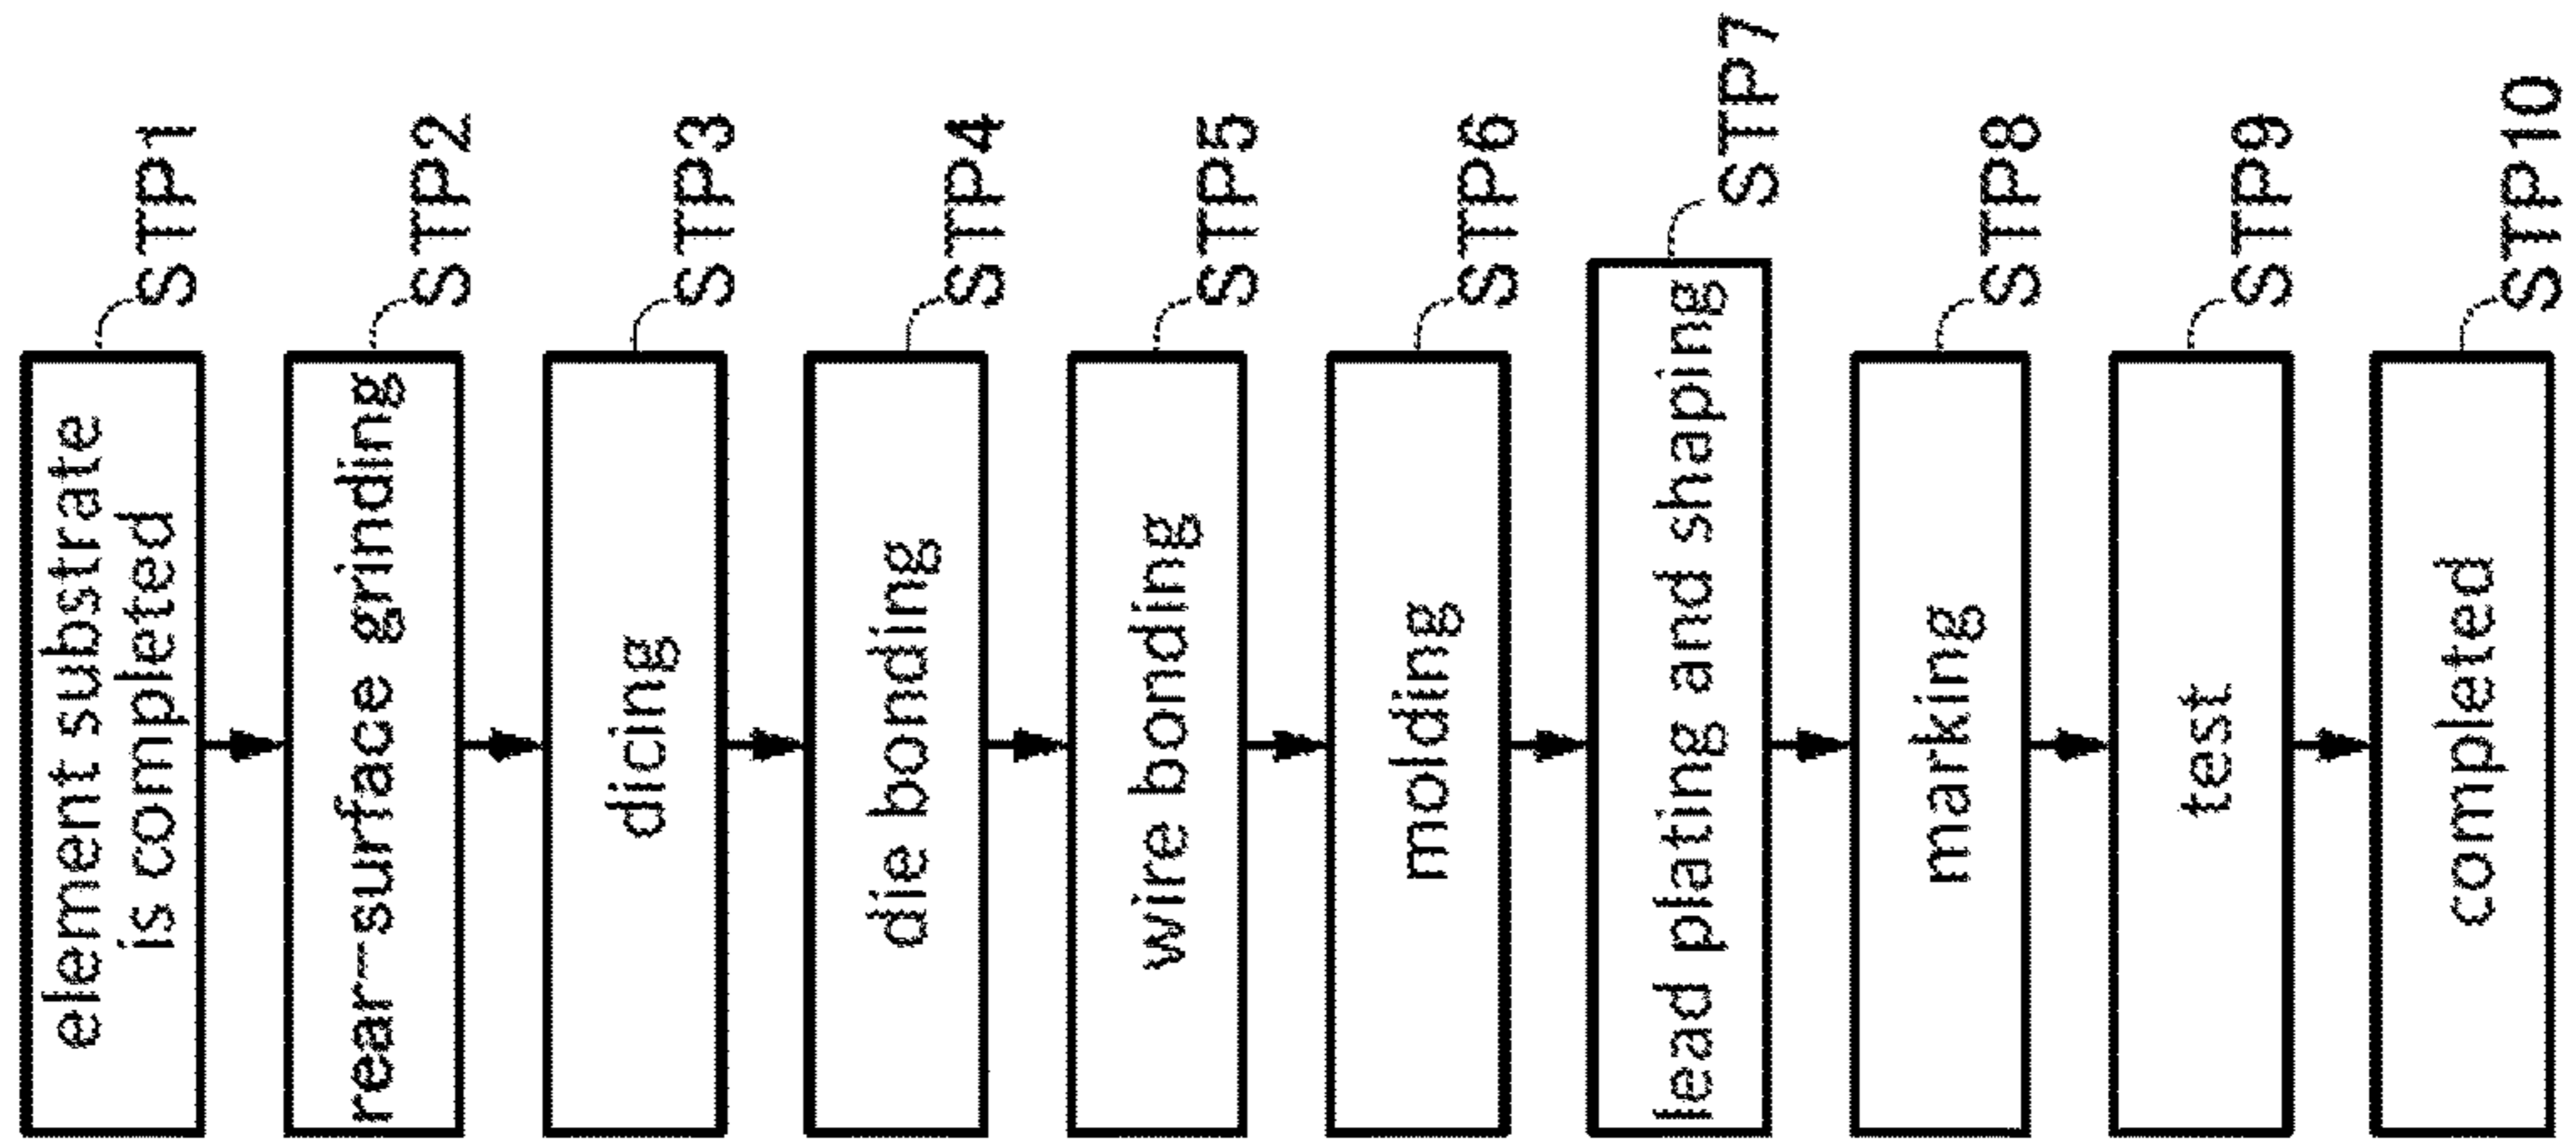 element substrate
is completed
STP1
rear-surface grinding
STP2
dicing
STP3
die bonding
STP4
wire bonding
STP5
molding
STP6
lead plating and shaping
STP7
marking
STP8
test
STP9
completed
STP10